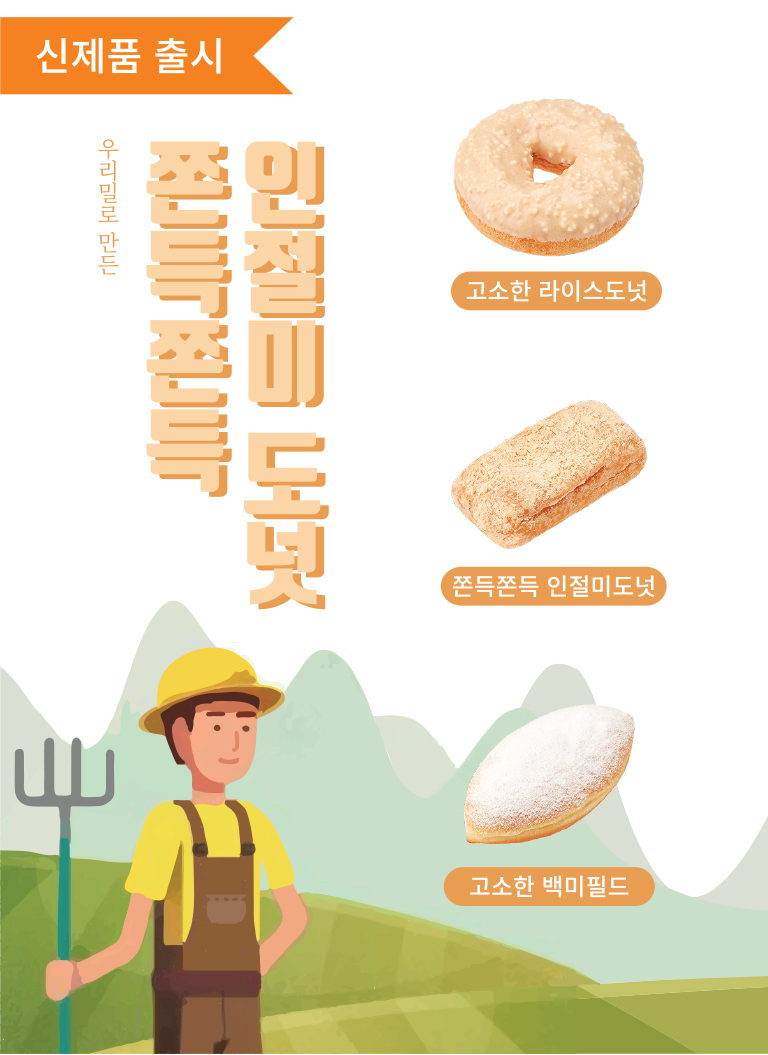 신제품 출시
우리밀로 만든
쫀득쫀득
인절미 도넛
고소한 라이스도넛
쫀득쫀득 인절미도넛
고소한 백미필드